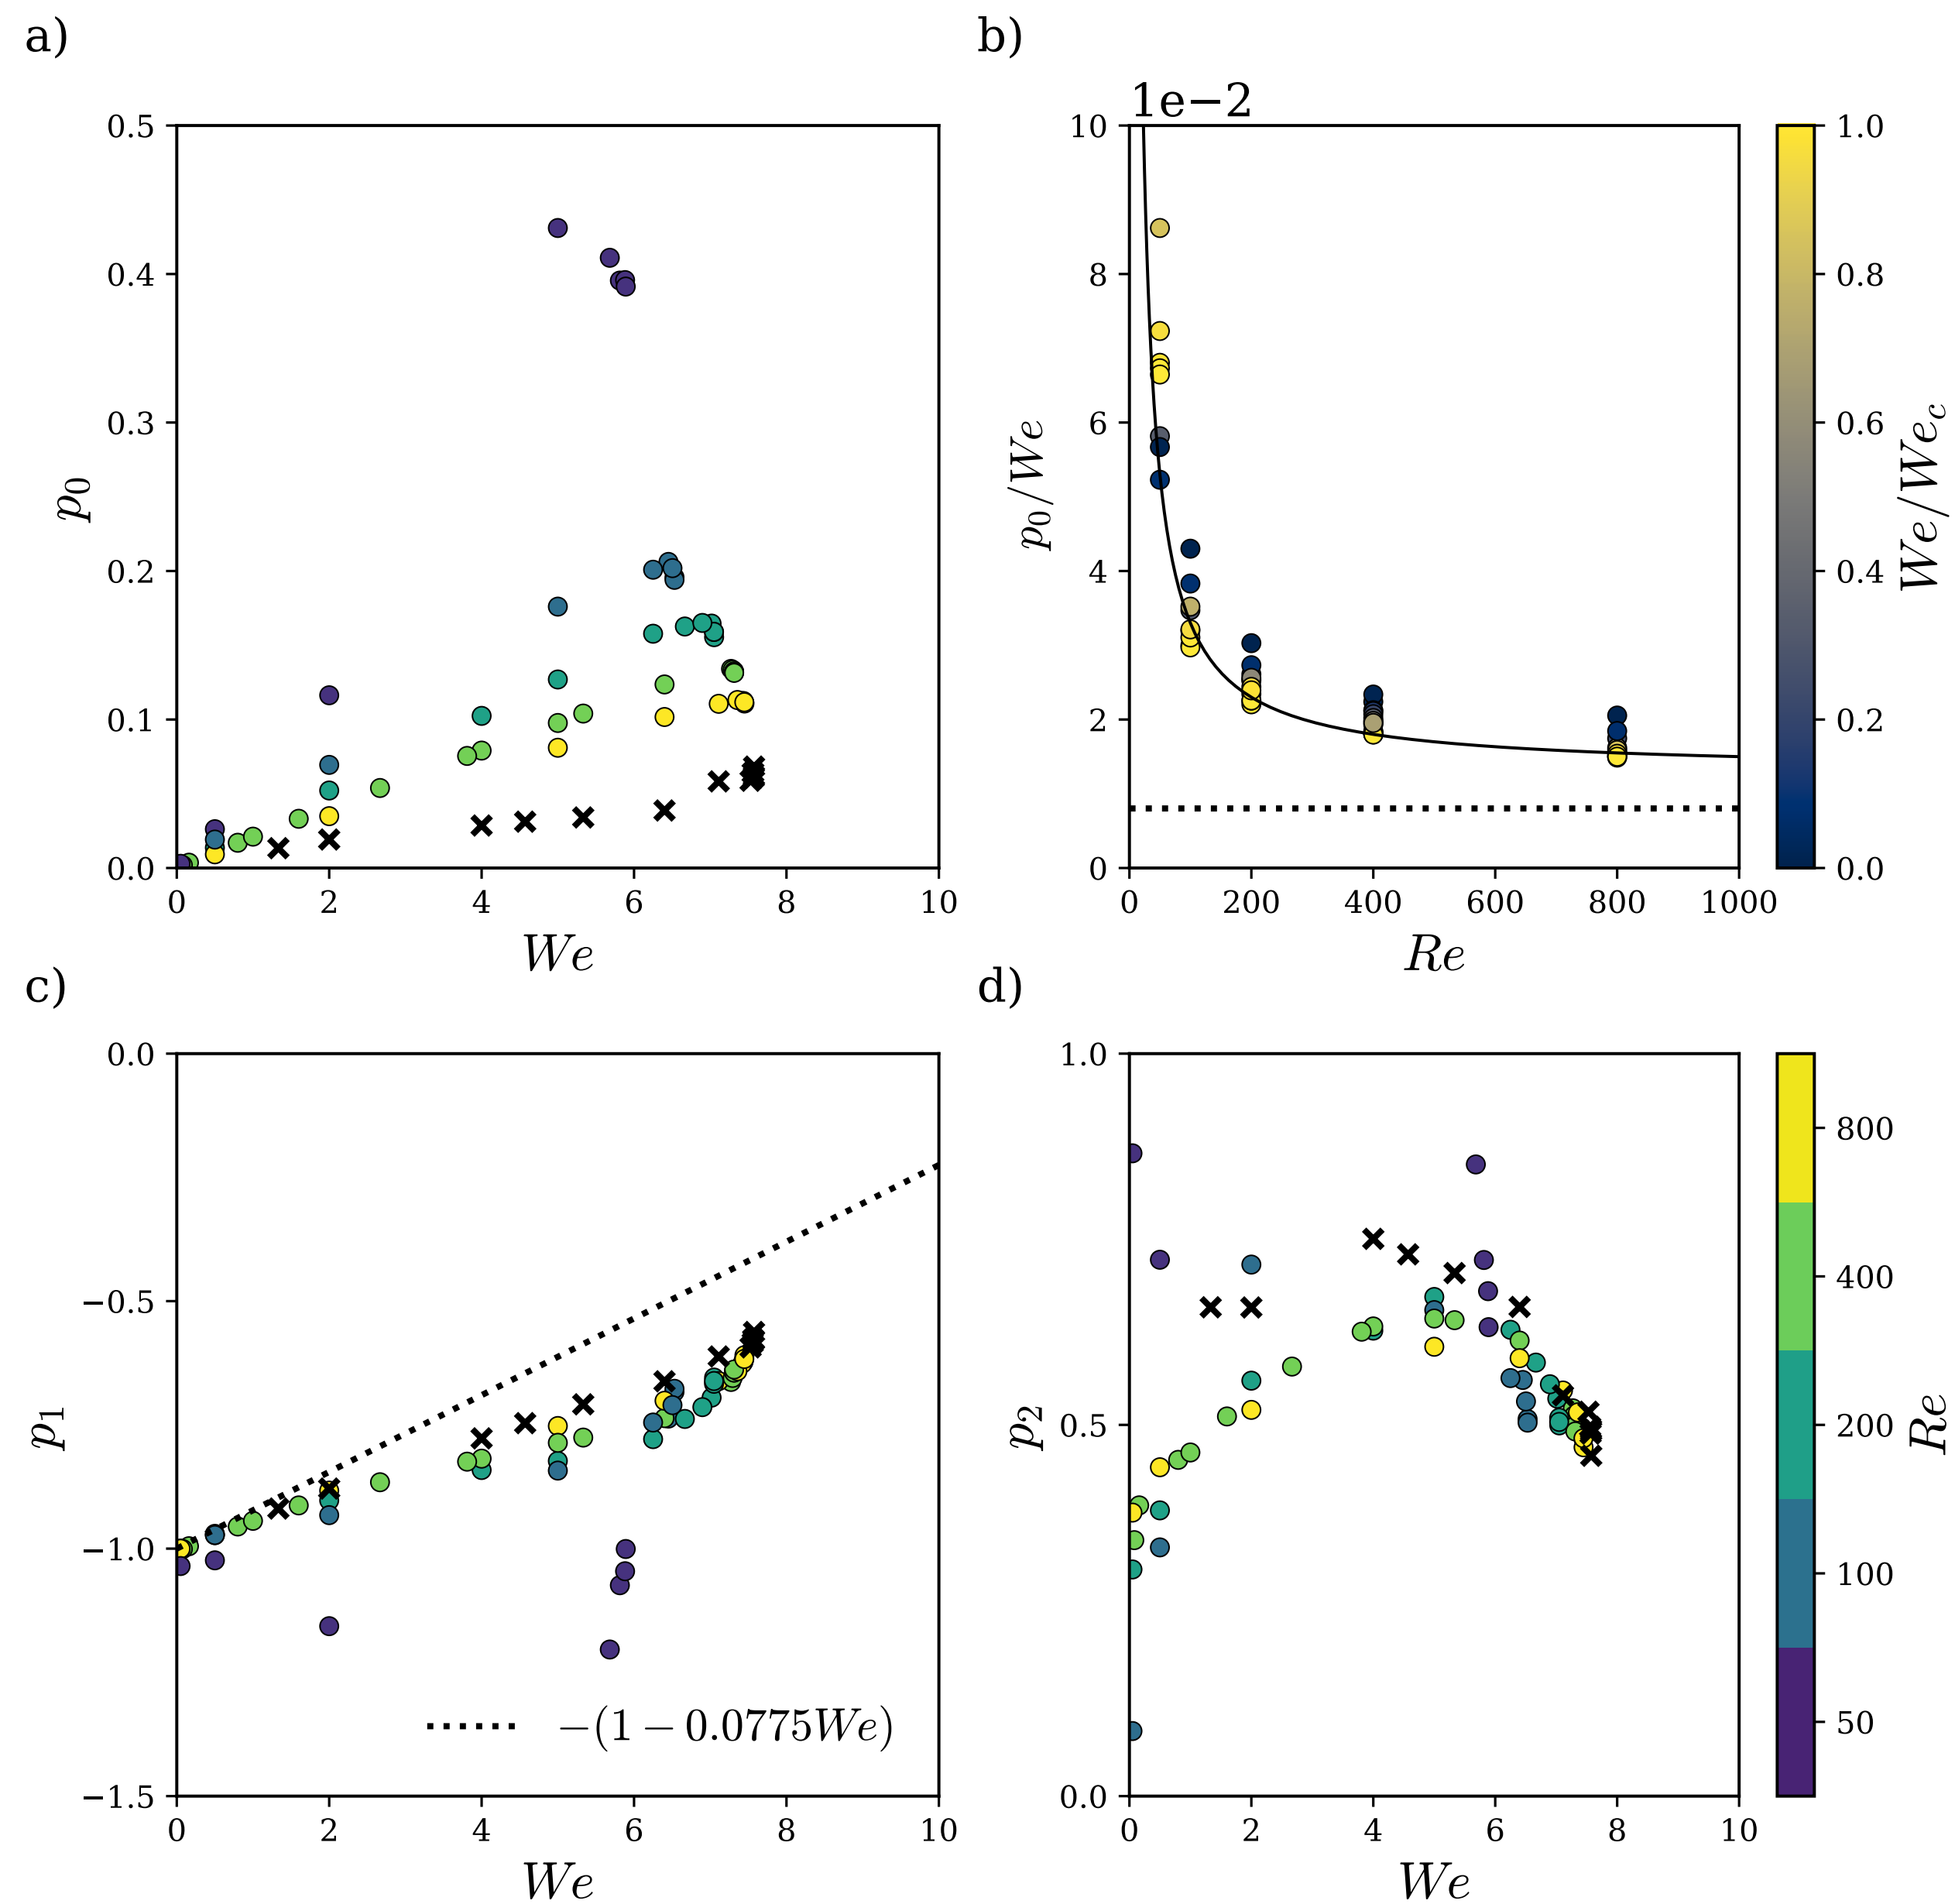 a)
0.5
0.4
0.3
0.2
0.1
0.0
p0
0 2 4 6 8 10
We
b)
1e−2
10
8
6
4
2
0
p0/We
0 200 400 600 800 1000
Re
1.0
0.8
0.6
0.4
0.2
0.0
We/Wec
c)
0.0
−0.5
−1.0
−1.5
p1
−(1 − 0.0775We)
0 2 4 6 8 10
We
d)
1.0
0.5
0.0
p2
0 2 4 6 8 10
We
800
400
200
100
50
Re